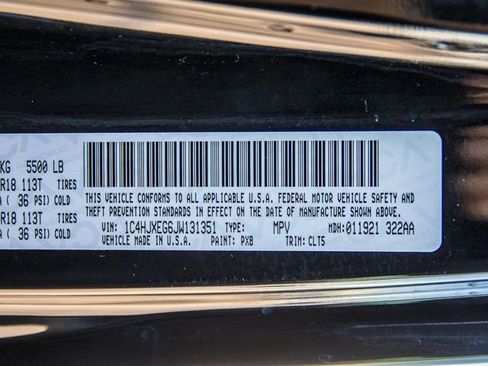 KG 5500 LB
R18 113T TIRES
A ( 36 PSI) COLD
R18 113T TIRES
A ( 36 PSI) COLD
THIS VEHICLE CONFORMS TO ALL APPLICABLE U.S.A. FEDERAL MOTOR VEHICLE SAFETY AND
THEFT PREVENTION STANDARDS IN EFFECT ON THE DATE OF MANUFACTURE SHOWN ABOVE.
VIN: 1C4HJXEG6JW131351 TYPE: MPV MDH: 011921 322AA
VEHICLE MADE IN U.S.A. PAINT: PXB TRIM: CLT5